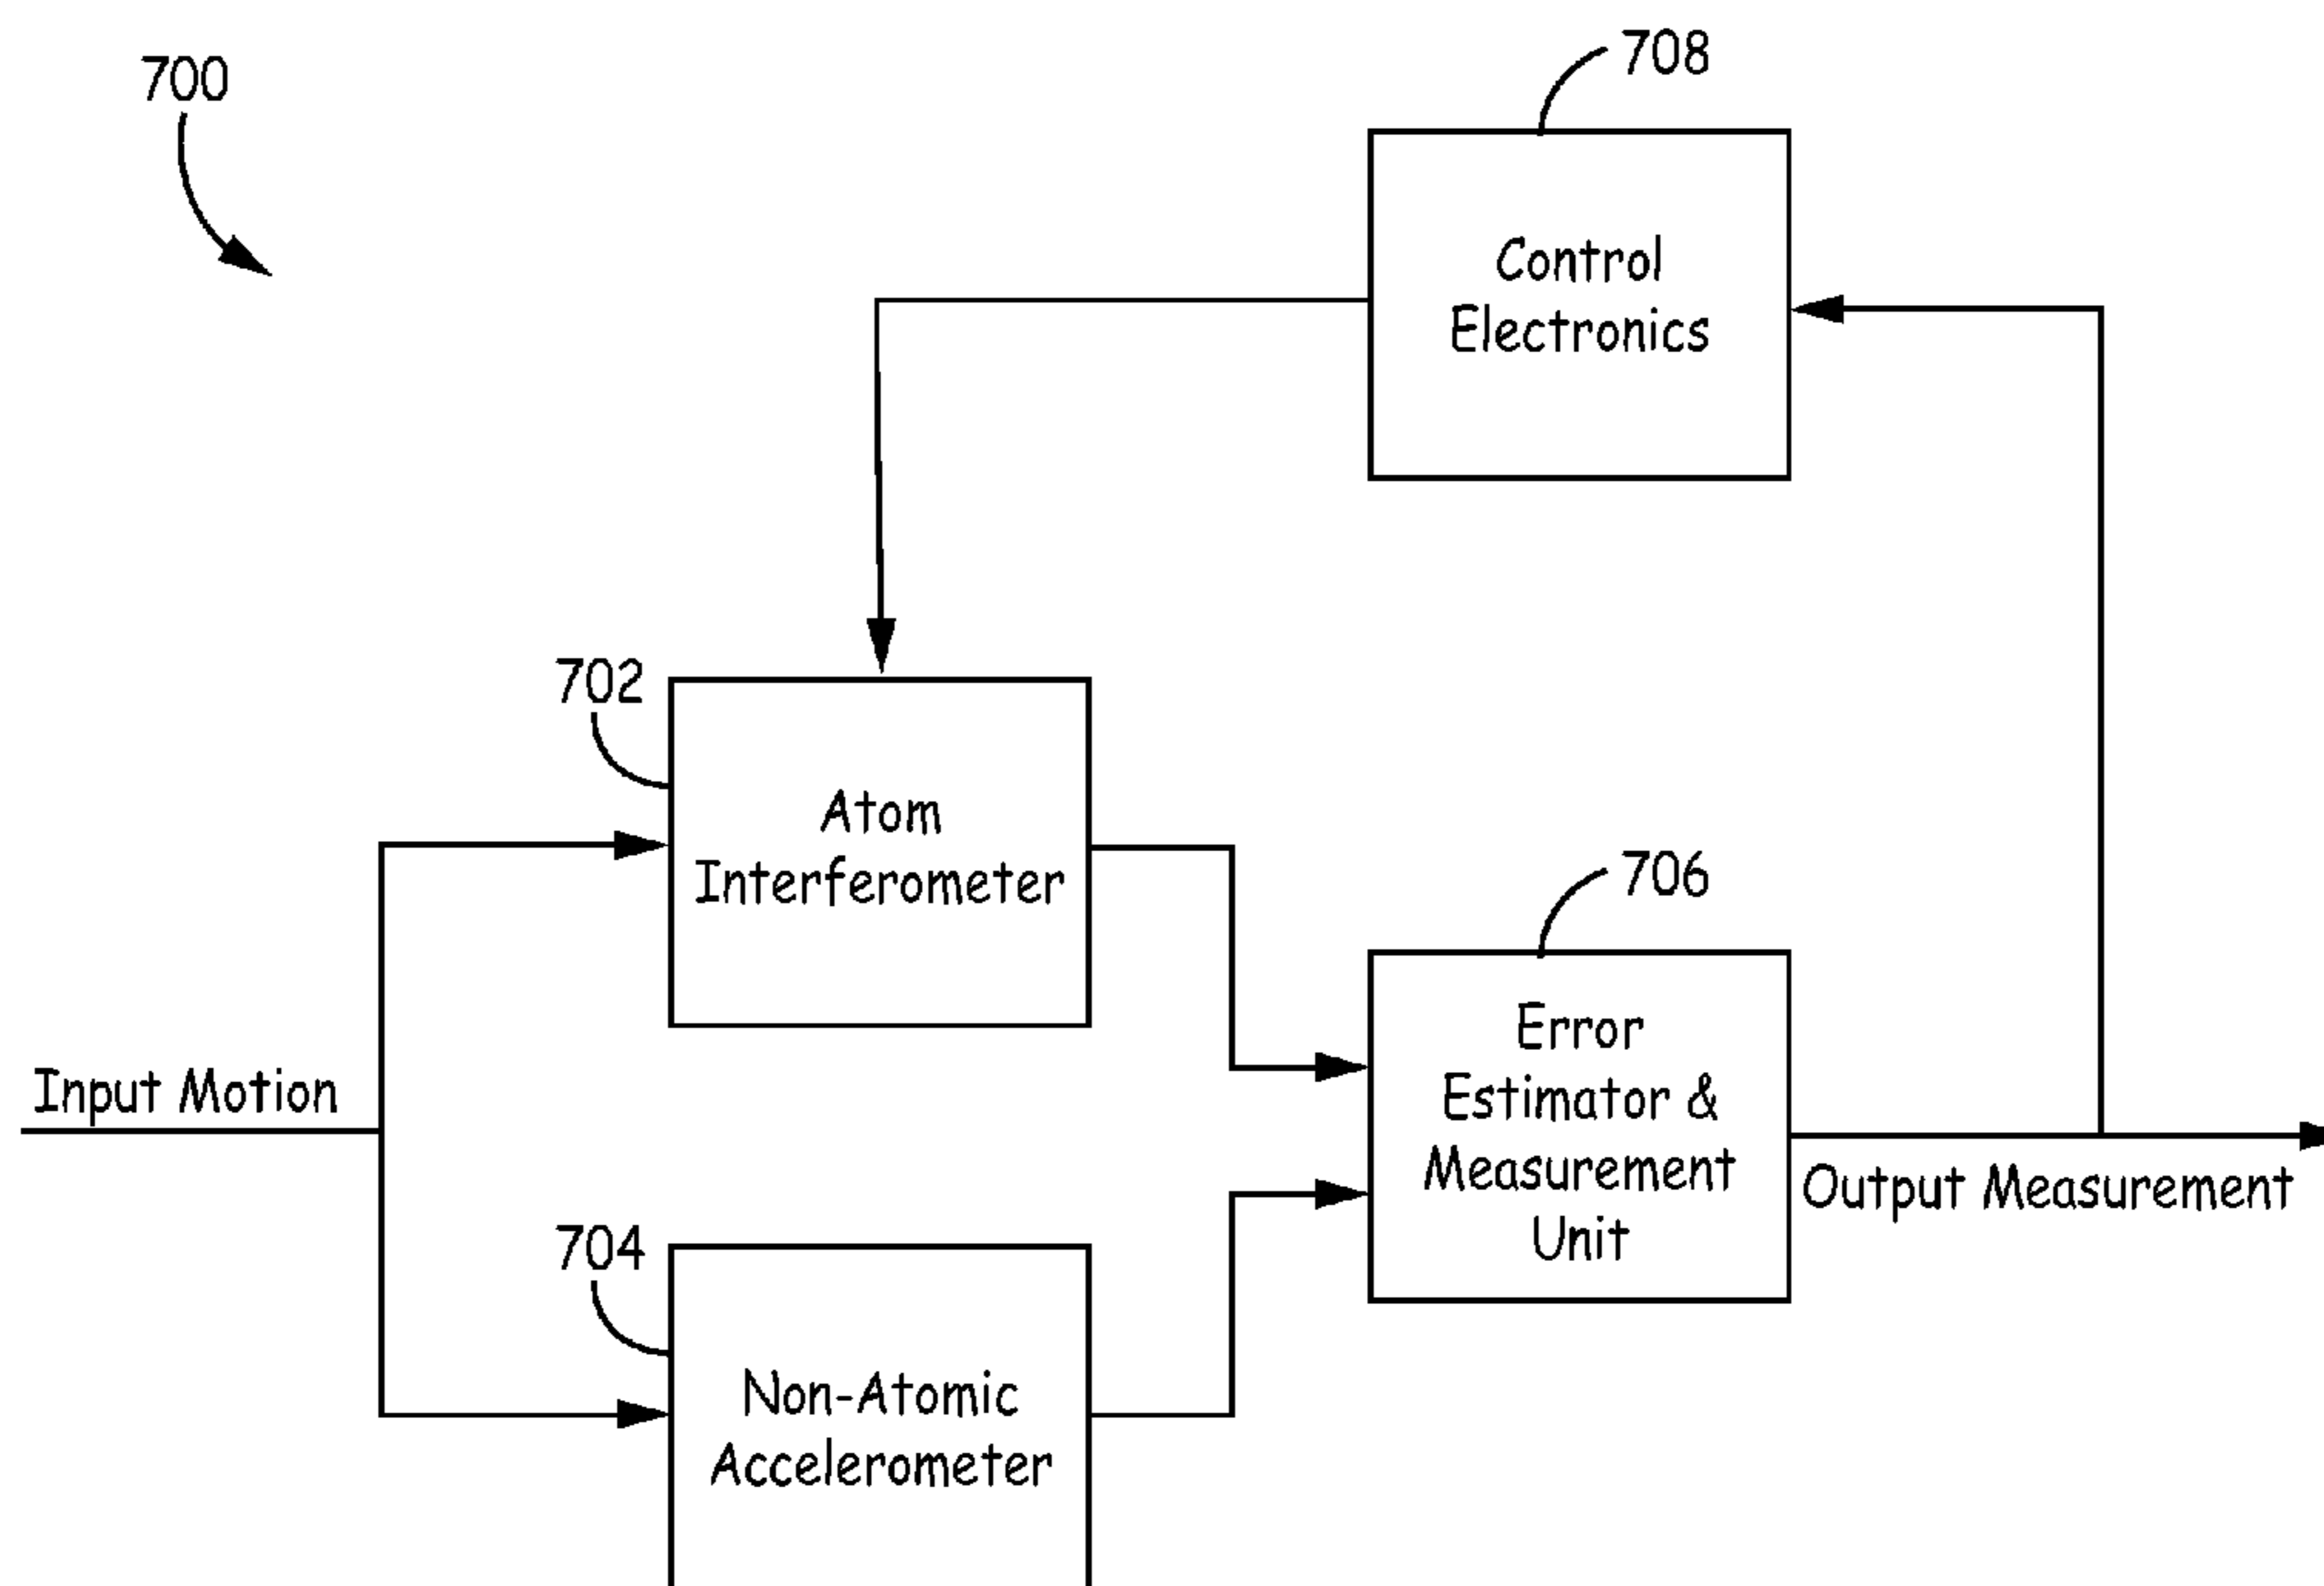 700
708
Control
Electronics
702
Atom
Interferometer
706
Error
Estimator &
Measurement
Unit
Input Motion
Output Measurement
704
Non-Atomic
Accelerometer